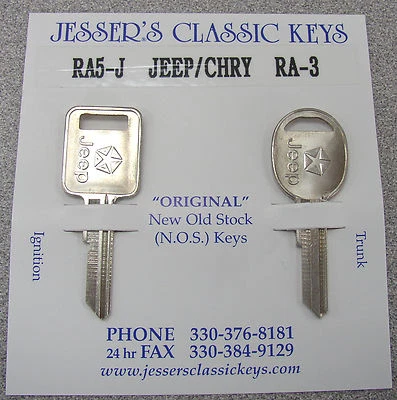 JESSER'S CLASSIC KEYS
RA5-J JEEP/CHRY RA-3
Jeep
Jeep
"ORIGINAL"
New Old Stock
(N.O.S.) Keys
Ignition
Trunk
PHONE 330-376-8181
24 hr FAX 330-384-9129
www.jessersclassickeys.com